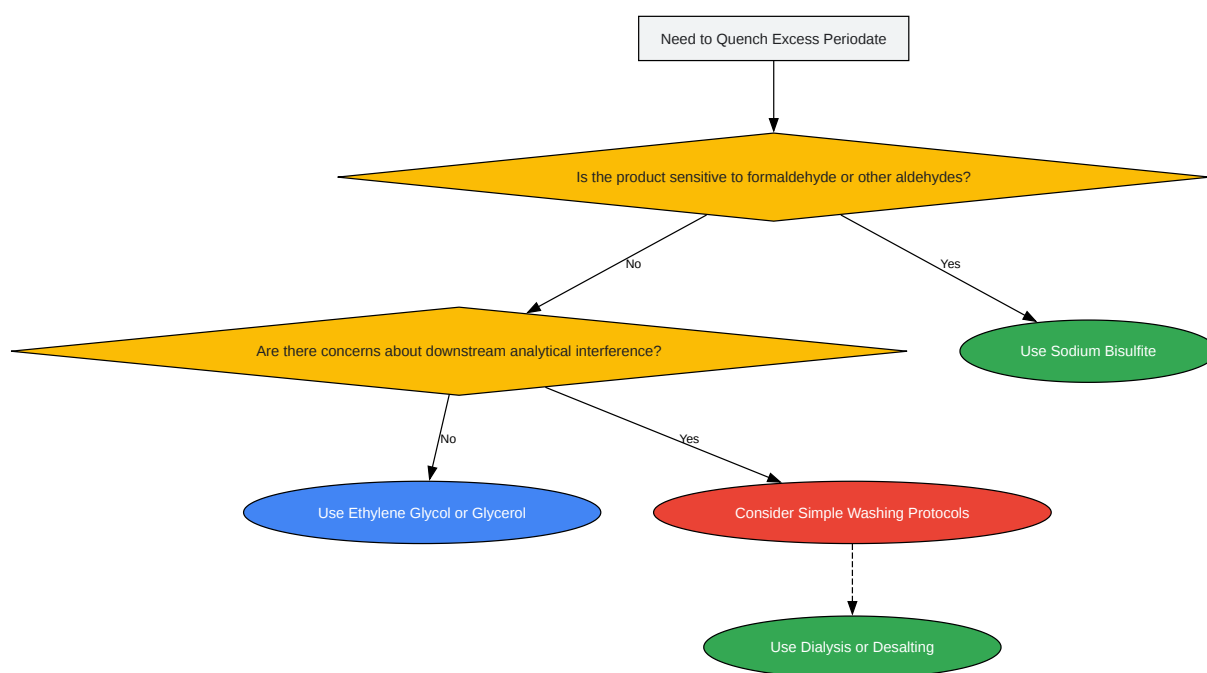 Need to Quench Excess Periodate
Is the product sensitive to formaldehyde or other aldehydes?
No
Yes
Are there concerns about downstream analytical interference?
Use Sodium Bisulfite
No
Yes
Use Ethylene Glycol or Glycerol
Consider Simple Washing Protocols
Use Dialysis or Desalting